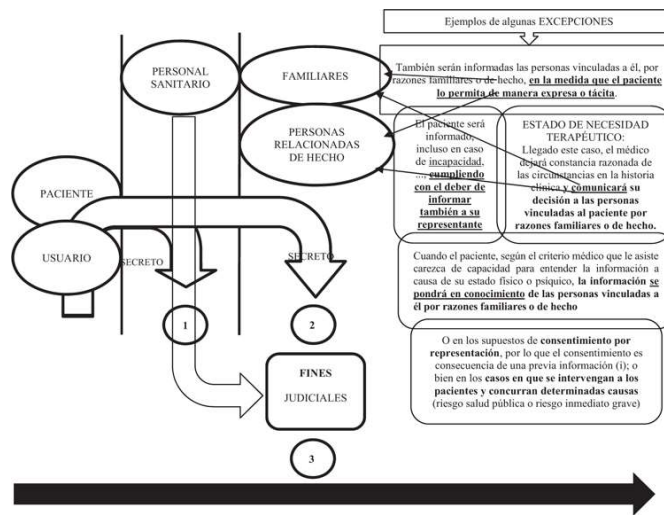 Ejemplos de algunas EXCEPCIONES
PERSONAL
SANITARIO
FAMILIARES
También serán informadas las personas vinculadas a él, por
razones familiares o de hecho, en la medida que el paciente
lo permita de manera expresa o tácita.
PERSONAS
RELACIONADAS
DE HECHO
El paciente será
informado,
incluso en caso
de incapacidad,
..., cumpliendo
con el deber de
informar
también a su
representante
ESTADO DE NECESIDAD
TERAPÉUTICO:
Llegado este caso, el médico
dejará constancia razonada de
las circunstancias en la historia
clínica y comunicará su
decisión a las personas
vinculadas al paciente por
razones familiares o de hecho.
PACIENTE
USUARIO
SECRETO
SECRETO
Cuando el paciente, según el criterio médico que le asiste
carezca de capacidad para entender la información a
causa de su estado físico o psíquico, la información se
pondrá en conocimiento de las personas vinculadas a
él por razones familiares o de hecho
1
2
O en los supuestos de consentimiento por
representación, por lo que el consentimiento es
consecuencia de una previa información (i); o
bien en los casos en que se intervengan a los
pacientes y concurran determinadas causas
(riesgo salud pública o riesgo inmediato grave)
FINES
JUDICIALES
3